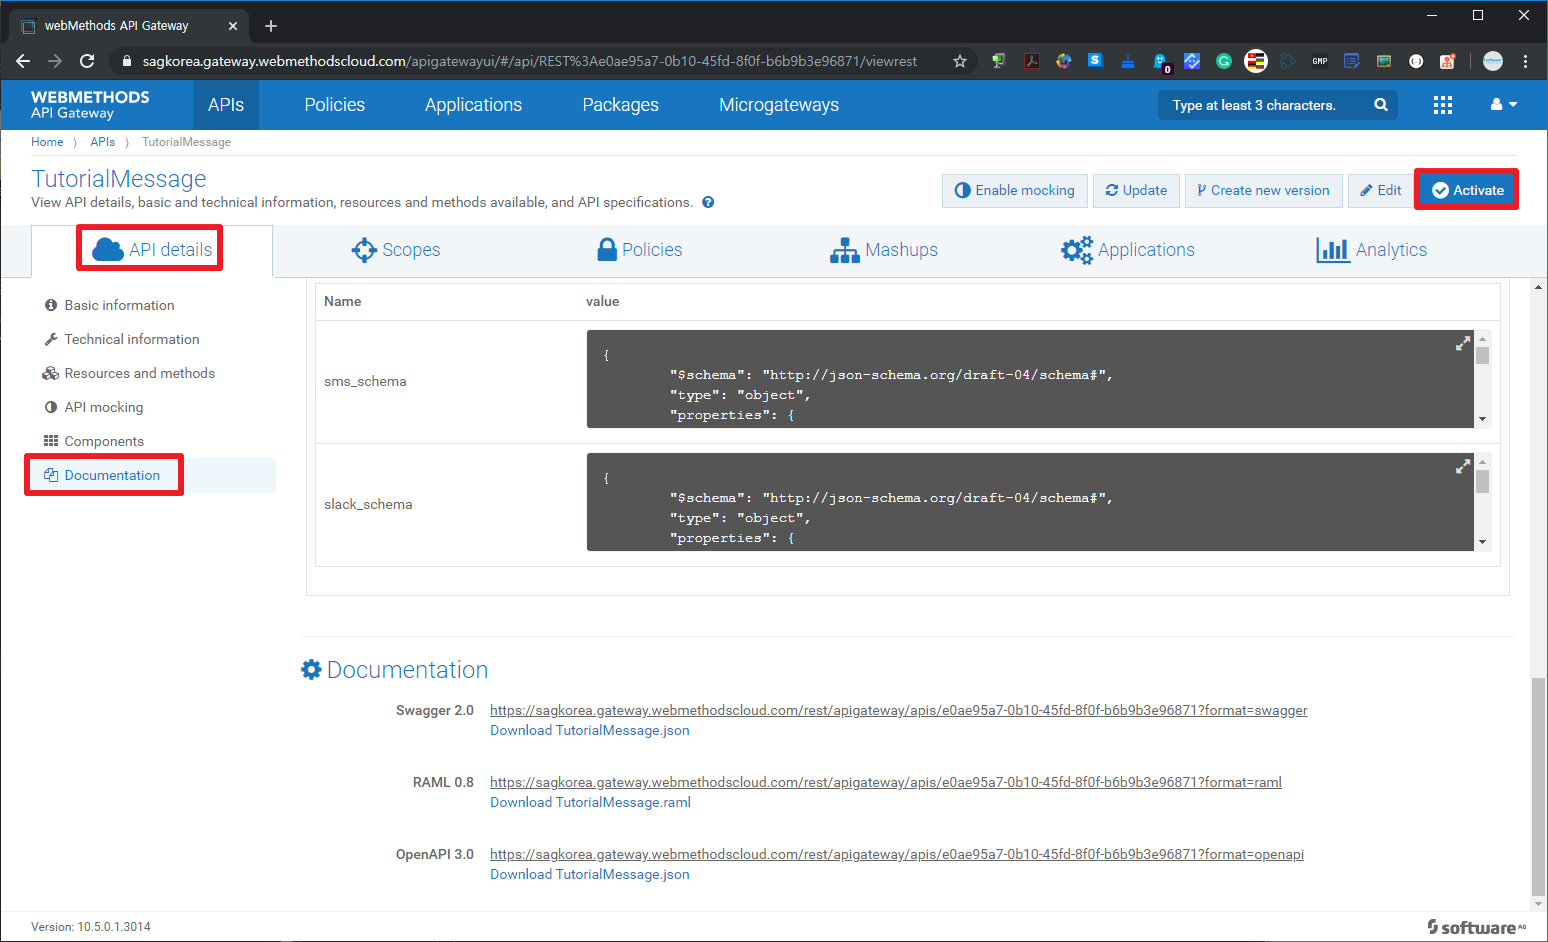 webMethods API Gateway
sagkorea.gateway.webmethodscloud.com/apigatewayui/#/api/REST%3Ae0ae95a7-0b10-45fd-8f0f-b6b9b3e96871/viewrest
S
0
G
GMP
WEBMETHODS
API Gateway
APIs
Policies
Applications
Packages
Microgateways
Type at least 3 characters.
Home
APIs
TutorialMessage
TutorialMessage
View API details, basic and technical information, resources and methods available, and API specifications.
Enable mocking
Update
Create new version
Edit
Activate
API details
Scopes
Policies
Mashups
Applications
Analytics
Basic information
Technical information
Resources and methods
API mocking
Components
Documentation
Name value
sms_schema
{
"$schema": "http://json-schema.org/draft-04/schema#",
"type": "object",
"properties": {
slack_schema
{
"$schema": "http://json-schema.org/draft-04/schema#",
"type": "object",
"properties": {
Documentation
Swagger 2.0 https://sagkorea.gateway.webmethodscloud.com/rest/apigateway/apis/e0ae95a7-0b10-45fd-8f0f-b6b9b3e96871?format=swagger
Download TutorialMessage.json
RAML 0.8 https://sagkorea.gateway.webmethodscloud.com/rest/apigateway/apis/e0ae95a7-0b10-45fd-8f0f-b6b9b3e96871?format=raml
Download TutorialMessage.raml
OpenAPI 3.0 https://sagkorea.gateway.webmethodscloud.com/rest/apigateway/apis/e0ae95a7-0b10-45fd-8f0f-b6b9b3e96871?format=openapi
Download TutorialMessage.json
Version: 10.5.0.1.3014
software AG